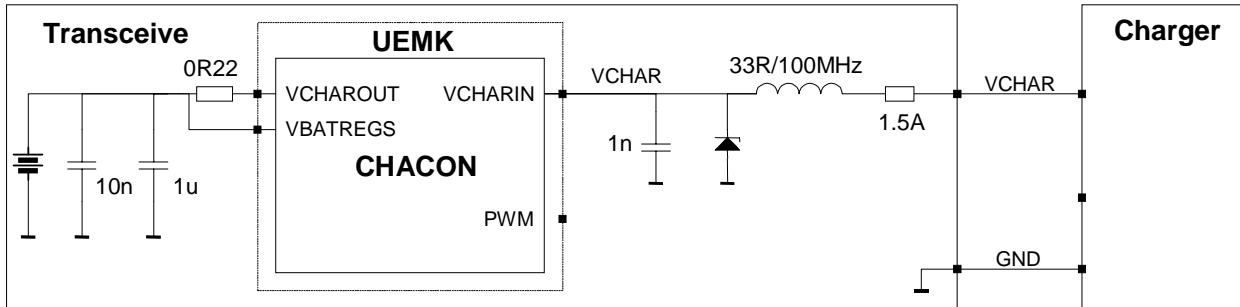 Transceive
UEMK
Charger
0R22
VCHAR
33R/100MHz
VCHAROUT
VCHARIN
VCHAR
VBATREGS
1.5A
1n
CHACON
10n
1u
PWM
GND